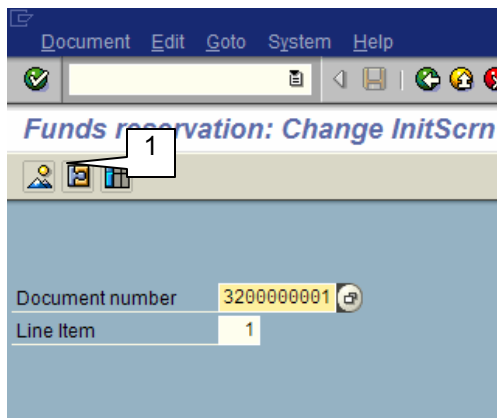 Document Edit Goto System Help
Funds reservation: Change InitScrn
1
Document number 3200000001
Line Item 1